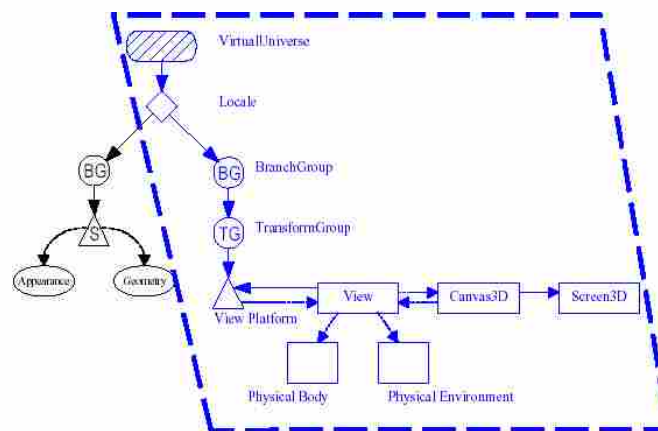 VirtualUniverse
Locale
BG
BG
BranchGroup
S
TG
TransformGroup
Appearance
Geometry
View Platform
View
Canvas3D
Screen3D
Physical Body
Physical Environment